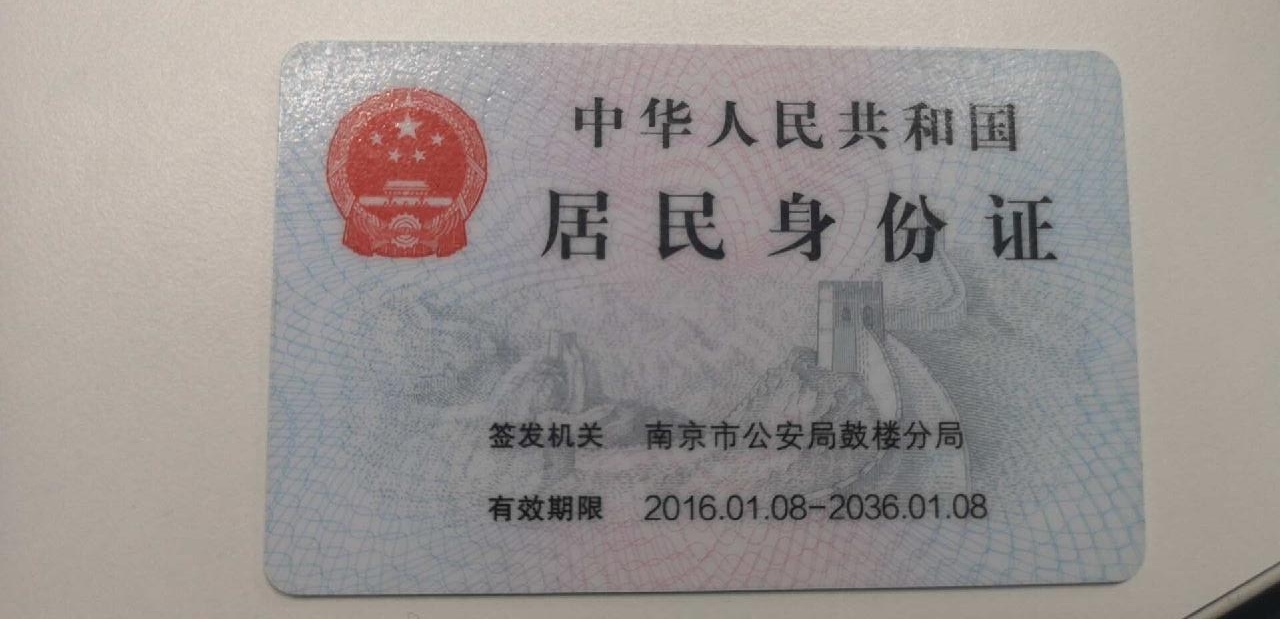 中华人民共和国
居民身份证
签发机关 南京市公安局鼓楼分局
有效期限 2016.01.08-2036.01.08